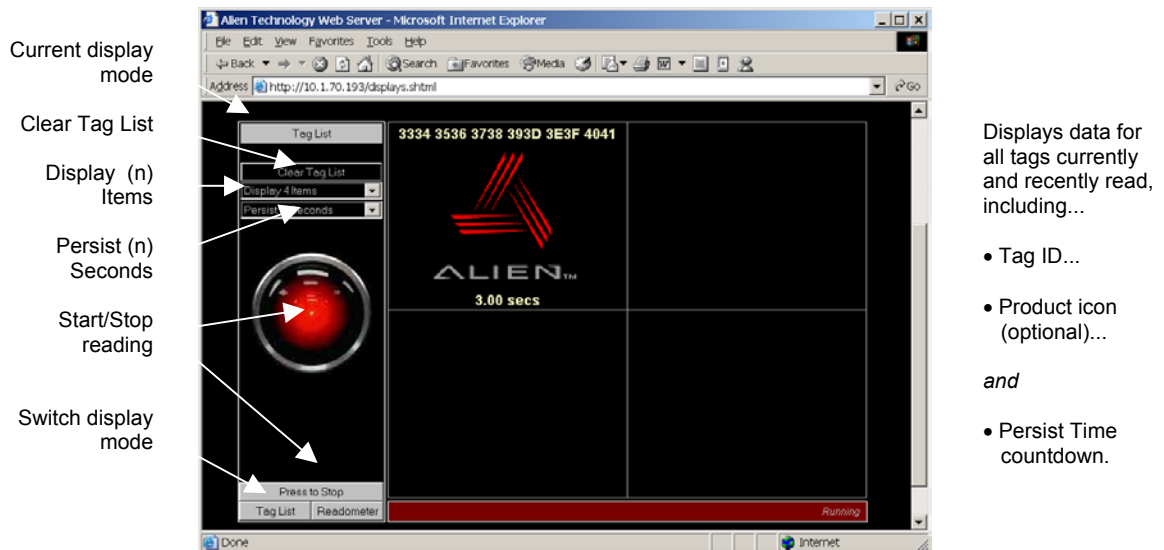 Alien Technology Web Server - Microsoft Internet Explorer
File Edit View Favorites Tools Help
Back Search Favorites Media
Address http://10.1.70.193/displays.shtml Go
Current display
mode
Clear Tag List
Display (n)
Items
Persist (n)
Seconds
Start/Stop
reading
Switch display
mode
Tag List
Clear Tag List
Display 4 Items
Persist Seconds
Press to Stop
Tag List Readometer
3334 3536 3738 393D 3E3F 4041
ALIEN™
3.00 secs
Running
Done Internet
Displays data for
all tags currently
and recently read,
including...
• Tag ID...
• Product icon
(optional)...
and
• Persist Time
countdown.